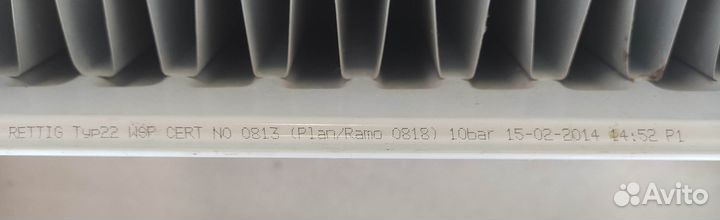 RETTIG Typ22 WSP CERT NO 0813 (Plan/Ramo 0818) 10bar 15-02-2014 14:52 P1
Avito